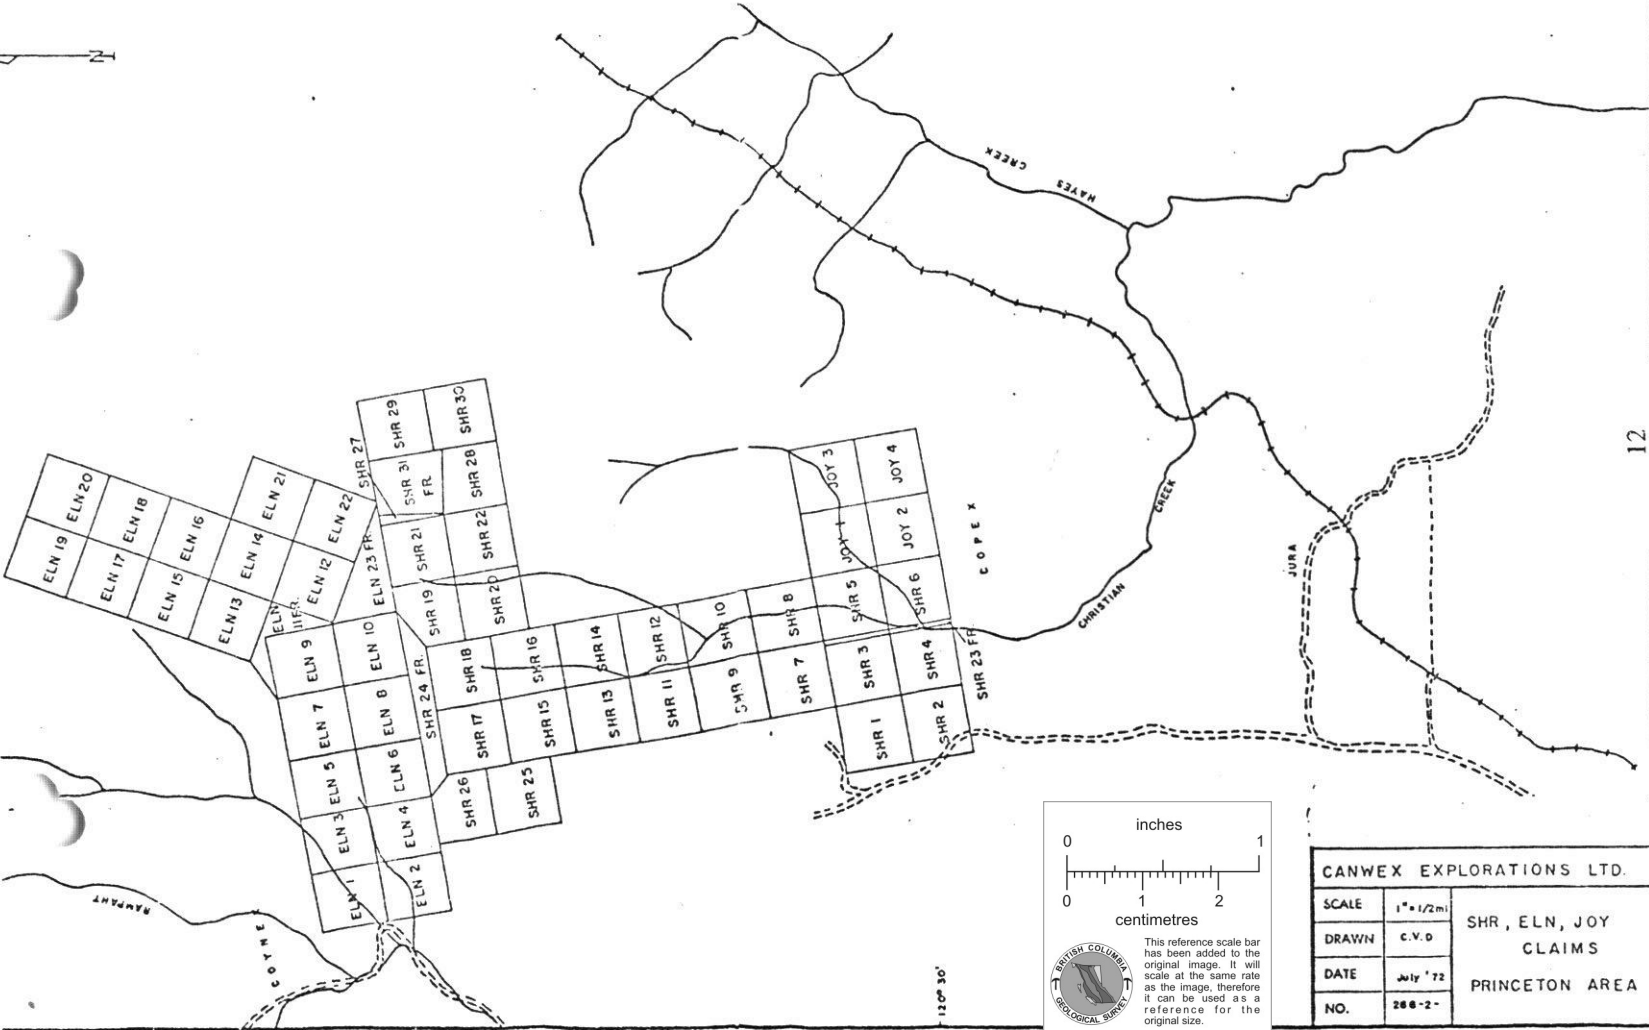 N
HAYES
CREEK
12
SHR 29
SHR 30
SHR 27
SHR 31
FR.
SHR 28
ELN 20
ELN 18
ELN 16
ELN 21
ELN 22
ELN 19
ELN 17
ELN 15
ELN 14
ELN 13
ELN 12
ELN 23 FR.
ELN
11 FR.
SHR 21
SHR 22
SHR 19
SHR 20
JOY 3
JOY 4
JOY 1
JOY 2
COPEX
CREEK
CHRISTIAN
JURA
ELN 9
ELN 10
ELN 7
ELN 8
ELN 5
ELN 6
ELN 3
ELN 4
ELN 1
ELN 2
SHR 24 FR.
SHR 18
SHR 16
SHR 14
SHR 12
SHR 10
SHR 8
SHR 5
SHR 6
SHR 17
SHR 15
SHR 13
SHR 11
SHR 9
SHR 7
SHR 3
SHR 4
SHR 23 FR.
SHR 1
SHR 2
SHR 26
SHR 25
RAMPANT
COYNE X
120° 30'
inches
0 1
0 1 2
centimetres
BRITISH COLUMBIA
GEOLOGICAL SURVEY
This reference scale bar
has been added to the
original image. It will
scale at the same rate
as the image, therefore
it can be used as a
reference for the
original size.
CANWEX EXPLORATIONS LTD.
SCALE 1"=1/2mi
DRAWN C.V.D
DATE July '72
NO. 266-2-
SHR, ELN, JOY
CLAIMS
PRINCETON AREA